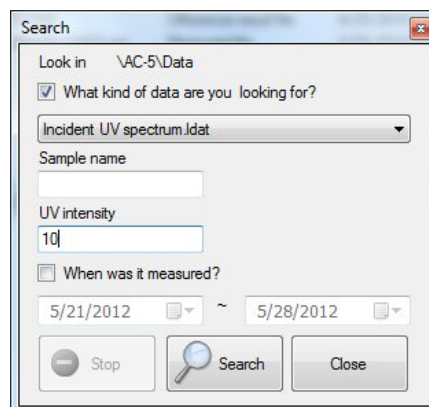 Search
Look in \AC-5\Data
What kind of data are you looking for?
Incident UV spectrum.ldat
Sample name
UV intensity
10
When was it measured?
5/21/2012 ~ 5/28/2012
Stop Search Close